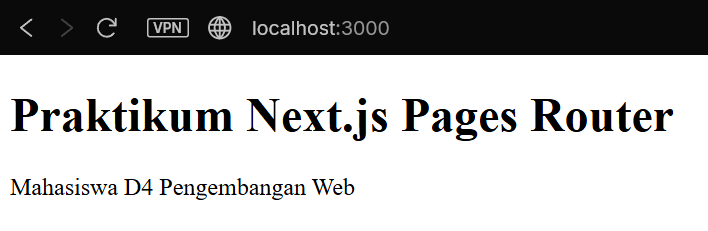 VPN localhost:3000
Praktikum Next.js Pages Router
Mahasiswa D4 Pengembangan Web